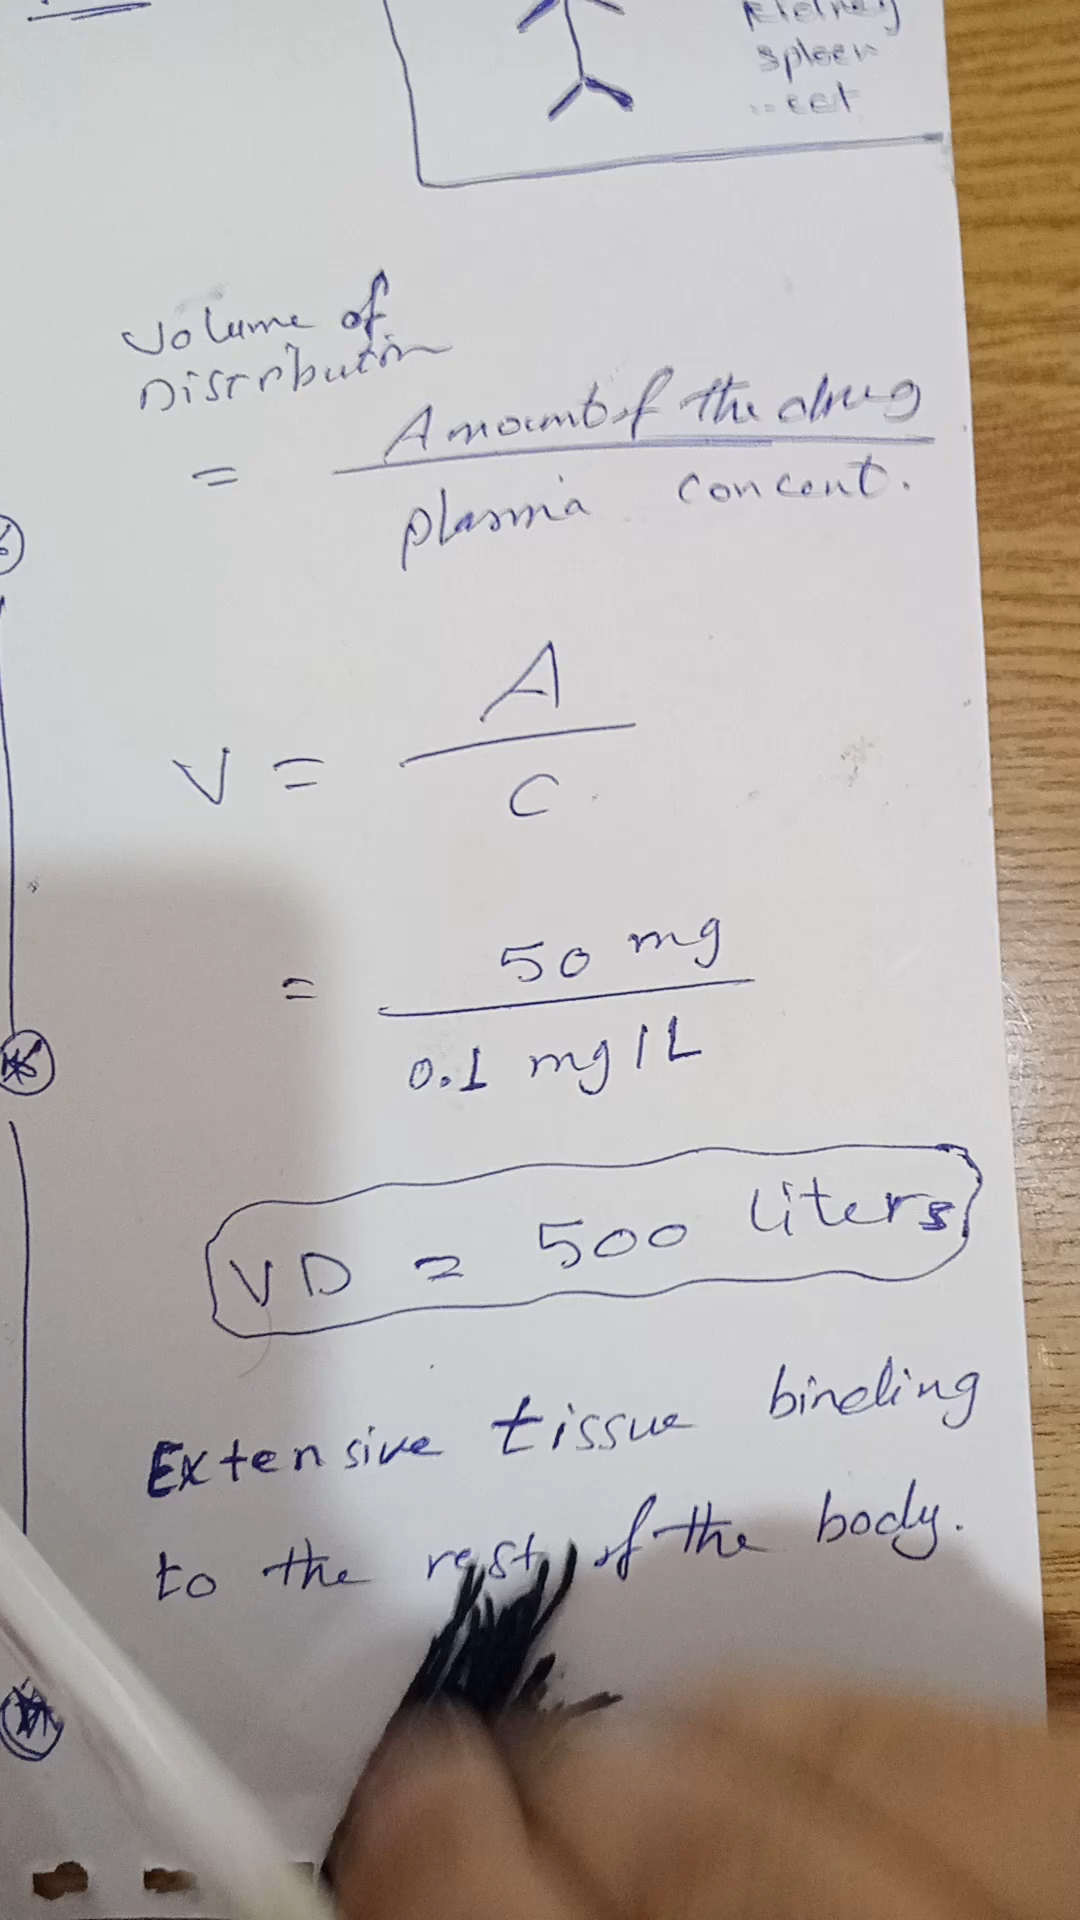 Kidney
spleen
Volume of
Distribution
= Amount of the drug
plasma concent.
V = A
C
= 50 mg
0.1 mg/L
VD = 500 liters
Extensive tissue binding
to the rest of the body.